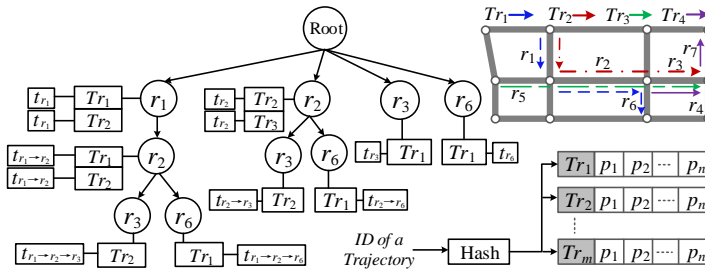 Root
Tr₁ Tr₂ Tr₃ Tr₄
r₁ r₂ r₃ r₇
r₅ r₆ r₄
t_{r₁} Tr₁ r₁ t_{r₂} Tr₂ r₂ r₃ r₆
t_{r₁} Tr₂ t_{r₂} Tr₃
t_{r₁→r₂} Tr₁ r₂ r₃ r₆ t_{r₃} Tr₁ Tr₁ t_{r₆}
t_{r₁→r₂} Tr₂
r₃ r₆ t_{r₂→r₃} Tr₂ Tr₁ t_{r₂→r₆}
t_{r₁→r₂→r₃} Tr₂ Tr₁ t_{r₁→r₂→r₆}
ID of a
Trajectory
Hash
Tr₁ p₁ p₂ ··· pₙ
Tr₂ p₁ p₂ ··· pₙ
Trₘ p₁ p₂ ··· pₙ